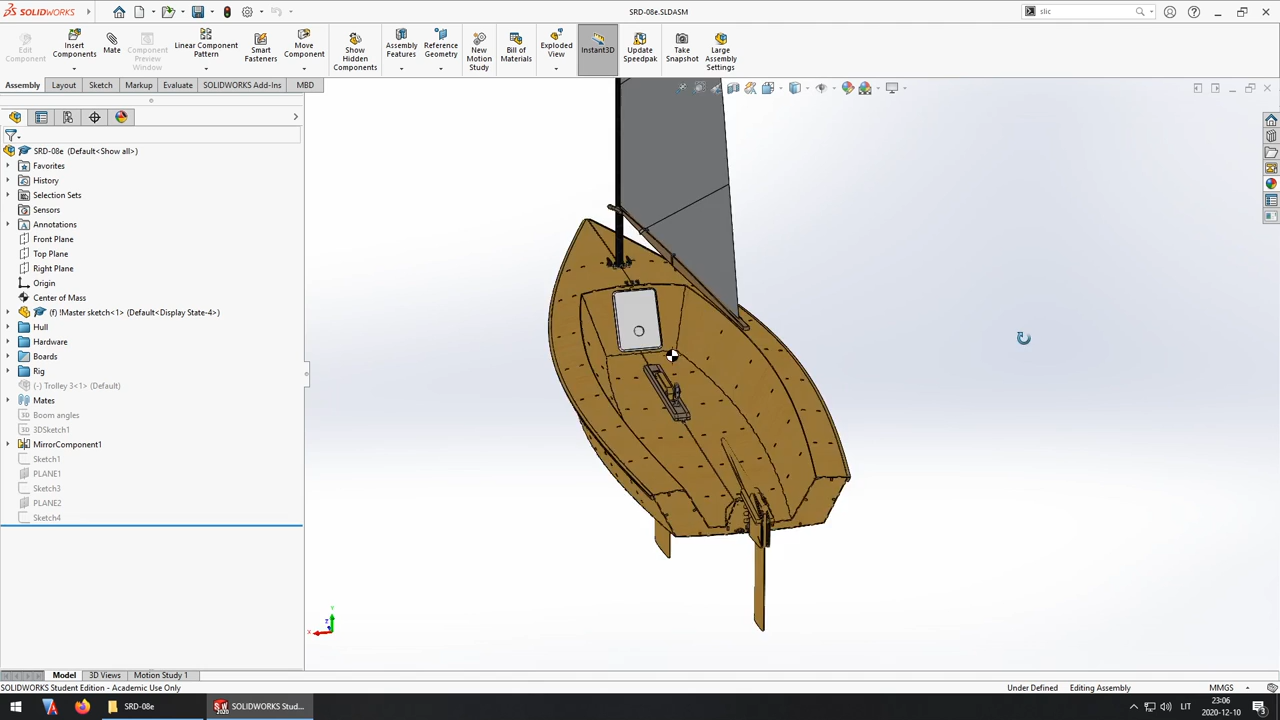 SOLIDWORKS
SRD-08e.SLDASM
slic
Edit Component
Insert Components
Mate
Component Preview Window
Linear Component Pattern
Smart Fasteners
Move Component
Show Hidden Components
Assembly Features
Reference Geometry
New Motion Study
Bill of Materials
Exploded View
Instant3D
Update Speedpak
Take Snapshot
Large Assembly Settings
Assembly Layout Sketch Markup Evaluate SOLIDWORKS Add-Ins MBD
SRD-08e (Default<Show all>)
Favorites
History
Selection Sets
Sensors
Annotations
Front Plane
Top Plane
Right Plane
Origin
Center of Mass
(f) !Master sketch<1> (Default<Display State-4>)
Hull
Hardware
Boards
Rig
(-) Trolley 3<1> (Default)
Mates
Boom angles
3DSketch1
MirrorComponent1
Sketch1
PLANE1
Sketch3
PLANE2
Sketch4
Y
Z
X
Model 3D Views Motion Study 1
SOLIDWORKS Student Edition - Academic Use Only
Under Defined Editing Assembly MMGS
SRD-08e
SOLIDWORKS Stud...
LIT
23:06
2020-12-10
3